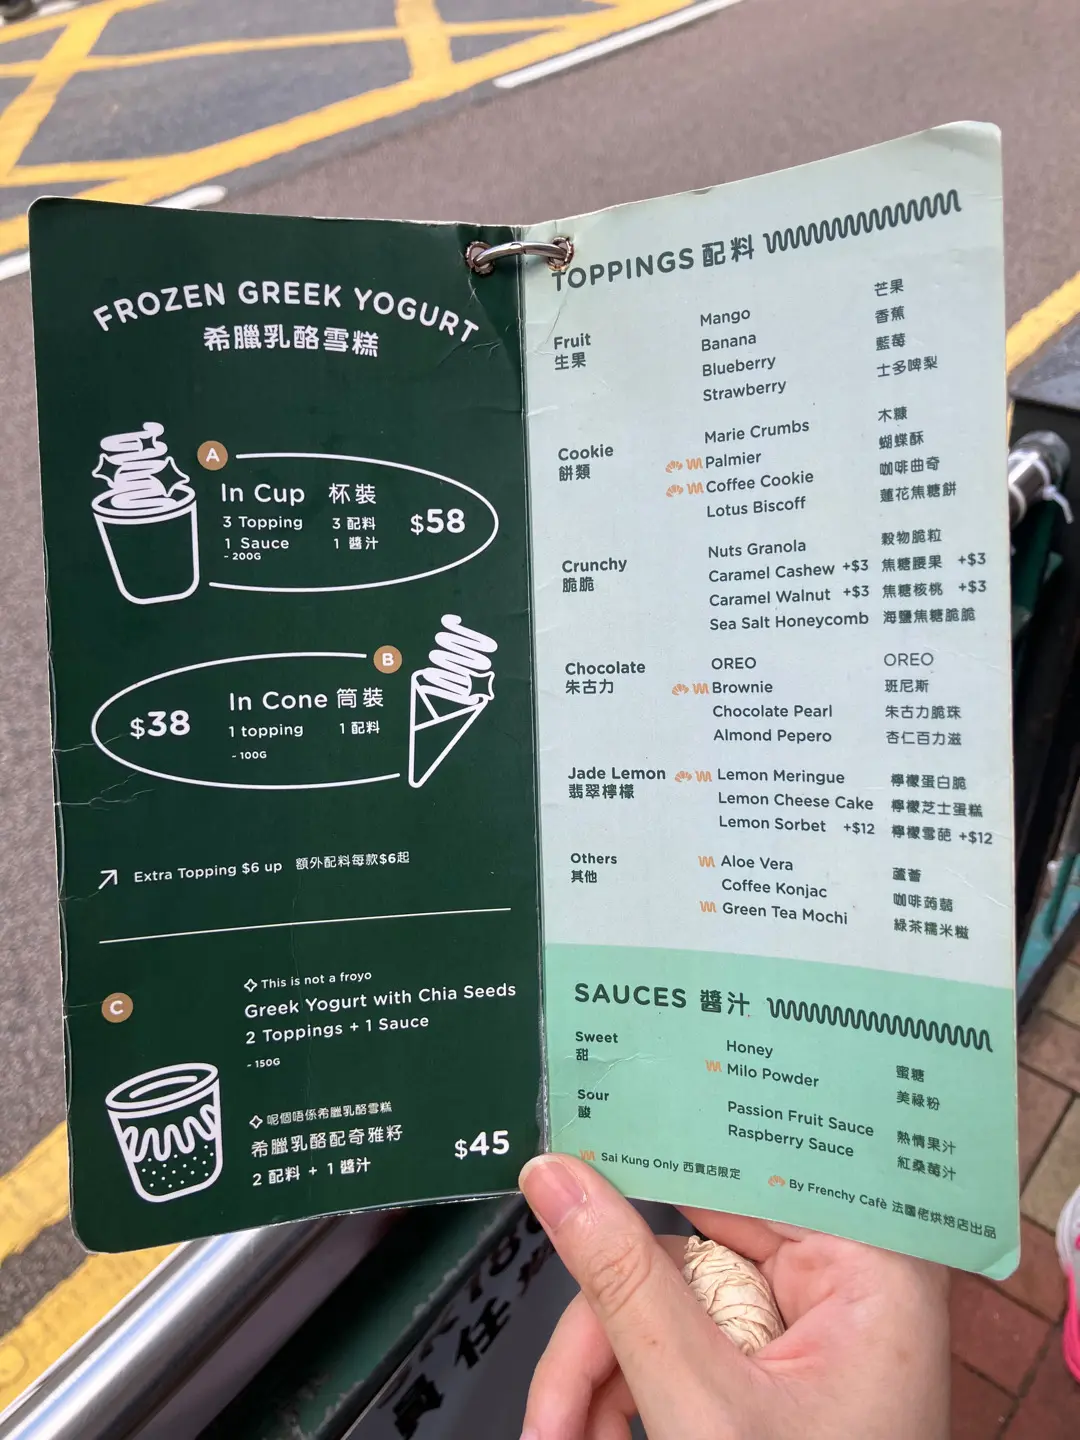 FROZEN GREEK YOGURT
希臘乳酪雪糕
A
In Cup 杯裝
3 Topping 3 配料
1 Sauce 1 醬汁
~ 200G
$58
B
In Cone 筒裝
1 topping 1 配料
~ 100G
$38
Extra Topping $6 up 額外配料每款$6起
C
This is not a froyo
Greek Yogurt with Chia Seeds
2 Toppings + 1 Sauce
~ 150G
呢個唔係希臘乳酪雪糕
希臘乳酪配奇雅籽
2 配料 + 1 醬汁
$45
TOPPINGS 配料
Fruit 生果
Mango 芒果
Banana 香蕉
Blueberry 藍莓
Strawberry 士多啤梨
Cookie 餅類
Marie Crumbs 木糠
Palmier 蝴蝶酥
Coffee Cookie 咖啡曲奇
Lotus Biscoff 蓮花焦糖餅
Crunchy 脆脆
Nuts Granola 穀物脆粒
Caramel Cashew +$3 焦糖腰果 +$3
Caramel Walnut +$3 焦糖核桃 +$3
Sea Salt Honeycomb 海鹽焦糖脆脆
Chocolate 朱古力
OREO OREO
Brownie 班尼斯
Chocolate Pearl 朱古力脆珠
Almond Pepero 杏仁百力滋
Jade Lemon 翡翠檸檬
Lemon Meringue 檸檬蛋白脆
Lemon Cheese Cake 檸檬芝士蛋糕
Lemon Sorbet +$12 檸檬雪葩 +$12
Others 其他
Aloe Vera 蘆薈
Coffee Konjac 咖啡蒟蒻
Green Tea Mochi 綠茶糯米糍
SAUCES 醬汁
Sweet 甜
Honey 蜜糖
Milo Powder 美祿粉
Sour 酸
Passion Fruit Sauce 熱情果汁
Raspberry Sauce 紅桑莓汁
Sai Kung Only 西貢店限定
By Frenchy Cafè 法國佬烘焙店出品